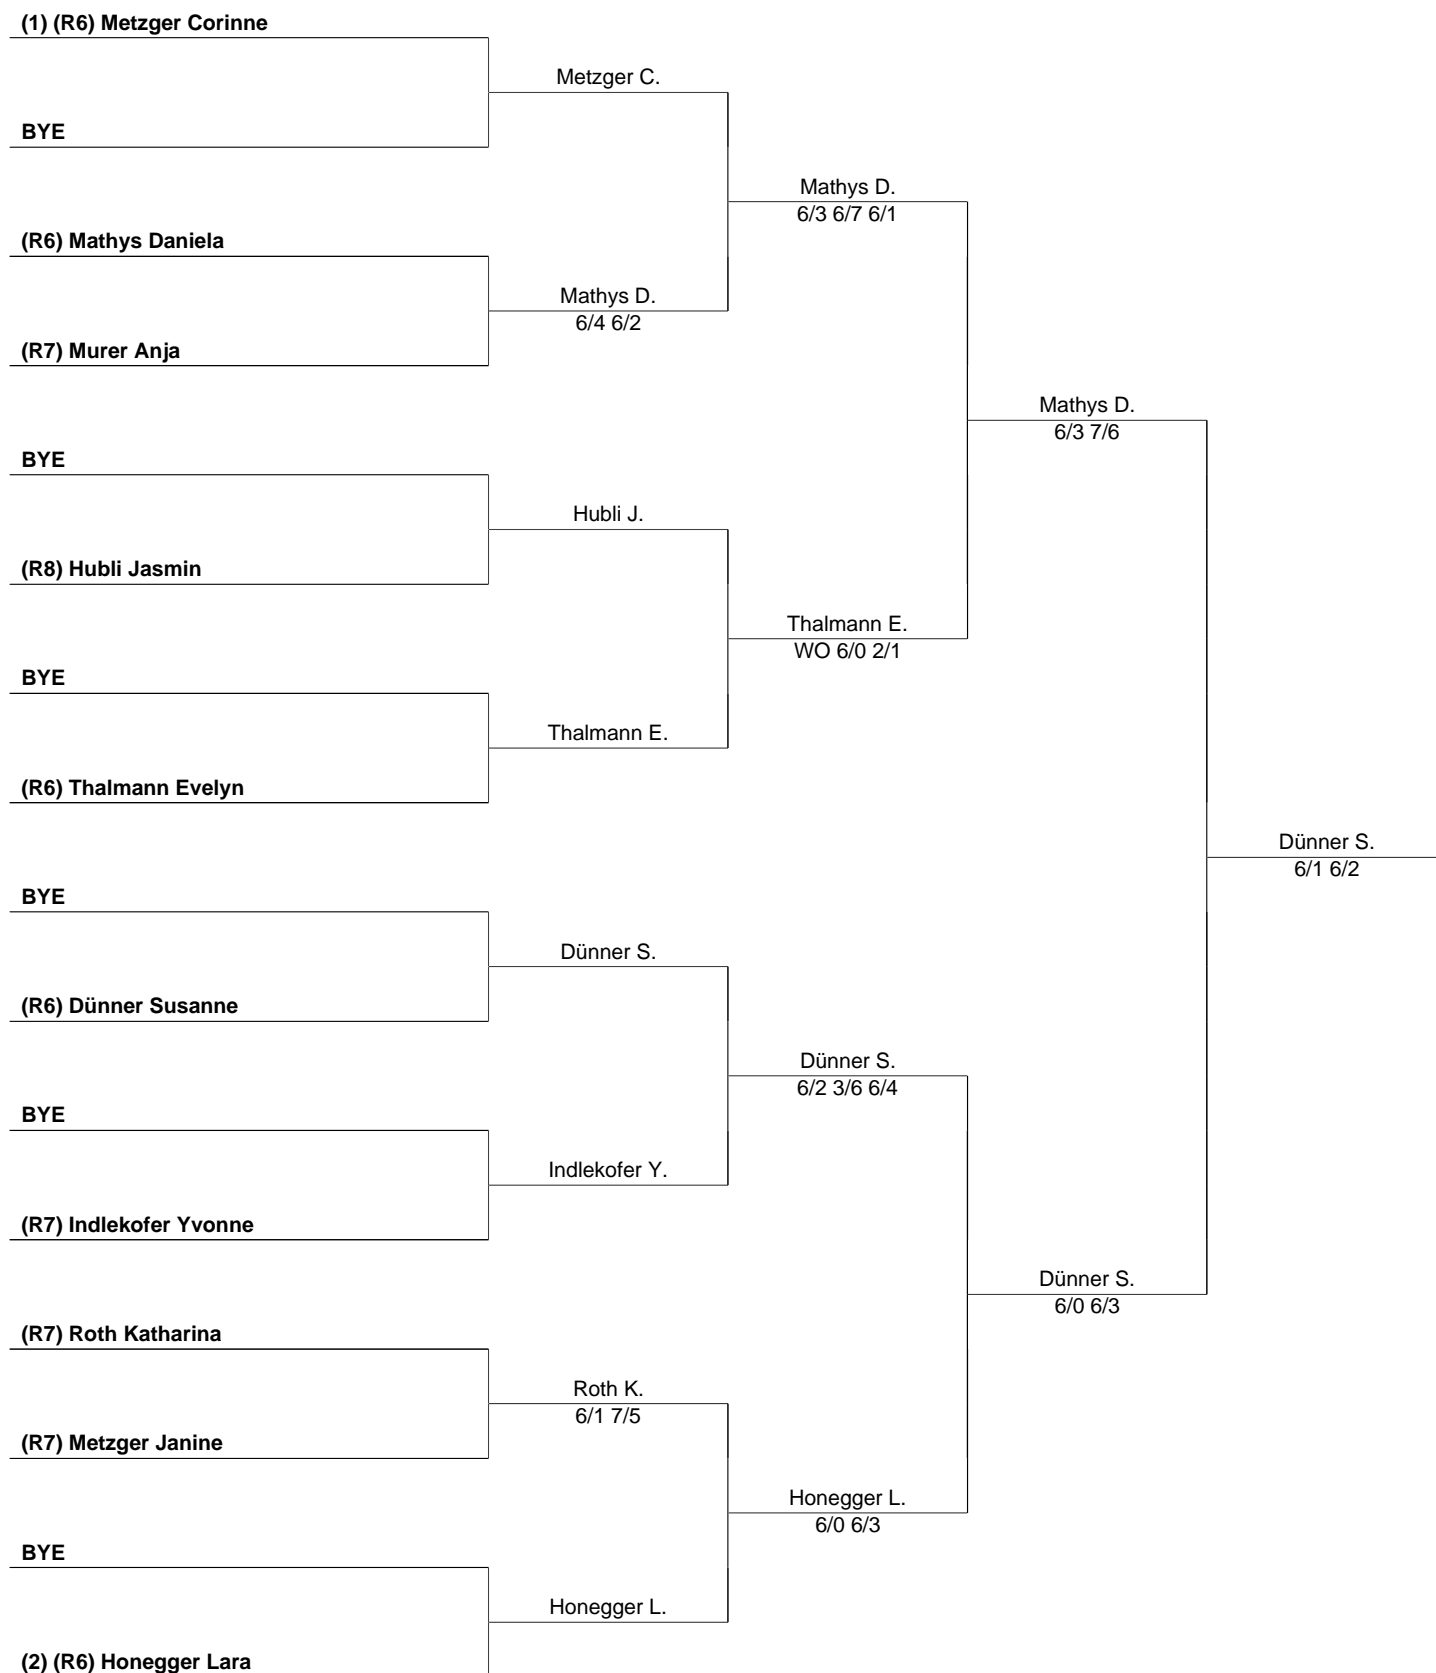 (1) (R6) Metzger Corinne
Metzger C.
BYE
Mathys D.
6/3 6/7 6/1
(R6) Mathys Daniela
Mathys D.
6/4 6/2
(R7) Murer Anja
Mathys D.
6/3 7/6
BYE
Hubli J.
(R8) Hubli Jasmin
Thalmann E.
WO 6/0 2/1
BYE
Thalmann E.
(R6) Thalmann Evelyn
Dünner S.
6/1 6/2
BYE
Dünner S.
(R6) Dünner Susanne
Dünner S.
6/2 3/6 6/4
BYE
Indlekofer Y.
(R7) Indlekofer Yvonne
Dünner S.
6/0 6/3
(R7) Roth Katharina
Roth K.
6/1 7/5
(R7) Metzger Janine
Honegger L.
6/0 6/3
BYE
Honegger L.
(2) (R6) Honegger Lara